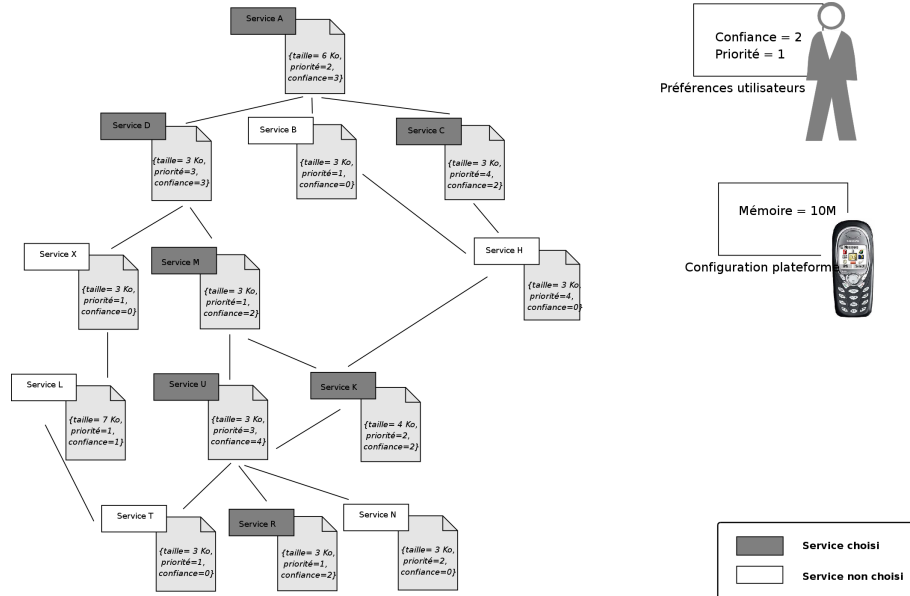 Service A
{taille= 6 Ko,
priorité=2,
confiance=3}
Confiance = 2
Priorité = 1
Préférences utilisateurs
Service D
{taille= 3 Ko,
priorité=3,
confiance=3}
Service B
{taille= 3 Ko,
priorité=1,
confiance=0}
Service C
{taille= 3 Ko,
priorité=4,
confiance=2}
Mémoire = 10M
Configuration plateforme
Service X
{taille= 3 Ko,
priorité=1,
confiance=0}
Service M
{taille= 3 Ko,
priorité=1,
confiance=2}
Service H
{taille= 3 Ko,
priorité=4,
confiance=0}
Service L
{taille= 7 Ko,
priorité=1,
confiance=1}
Service U
{taille= 3 Ko,
priorité=3,
confiance=4}
Service K
{taille= 4 Ko,
priorité=2,
confiance=2}
Service T
{taille= 3 Ko,
priorité=1,
confiance=0}
Service R
{taille= 3 Ko,
priorité=1,
confiance=2}
Service N
{taille= 3 Ko,
priorité=2,
confiance=0}
Service choisi
Service non choisi